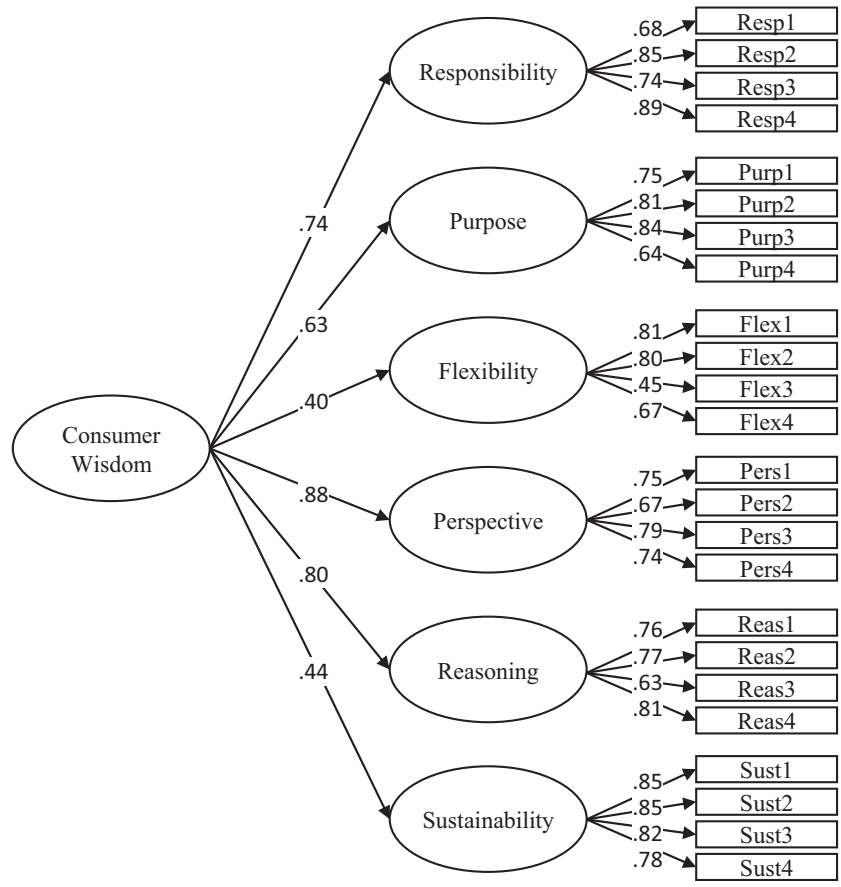 .68
Resp1
.85
Resp2
Responsibility
.74
Resp3
.89
Resp4
.75
Purp1
.81
Purp2
.74
Purpose
.84
Purp3
.64
Purp4
.63
.81
Flex1
.80
Flex2
Flexibility
.45
Flex3
.40
.67
Flex4
Consumer
Wisdom
.75
Pers1
.88
.67
Pers2
Perspective
.79
Pers3
.74
Pers4
.80
.76
Reas1
.77
Reas2
.44
Reasoning
.63
Reas3
.81
Reas4
.85
Sust1
.85
Sust2
Sustainability
.82
Sust3
.78
Sust4